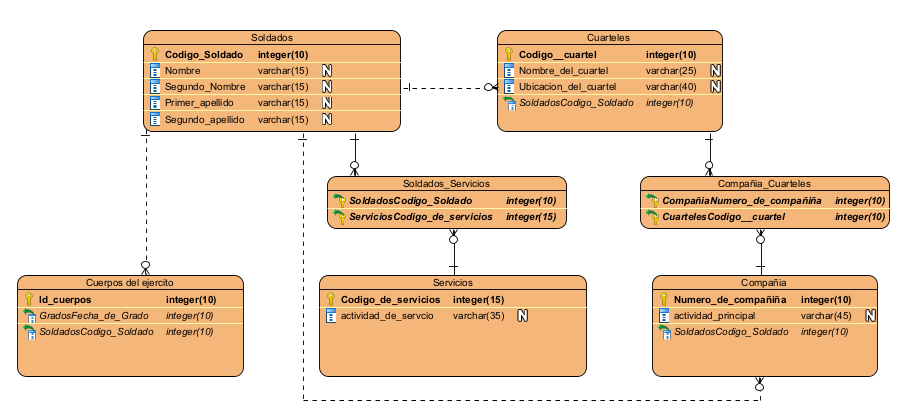 Soldados
Codigo_Soldado integer(10)
Nombre varchar(15) N
Segundo_Nombre varchar(15) N
Primer_apellido varchar(15) N
Segundo_apellido varchar(15) N
Cuarteles
Codigo__cuartel integer(10)
Nombre_del_cuartel varchar(25) N
Ubicacion_del_cuartel varchar(40) N
SoldadosCodigo_Soldado integer(10)
Soldados_Servicios
SoldadosCodigo_Soldado integer(10)
ServiciosCodigo_de_servicios integer(15)
Compañia_Cuarteles
CompañiaNumero_de_compañiña integer(10)
CuartelesCodigo__cuartel integer(10)
Cuerpos del ejercito
Id_cuerpos integer(10)
GradosFecha_de_Grado integer(10)
SoldadosCodigo_Soldado integer(10)
Servicios
Codigo_de_servicios integer(15)
actividad_de_servcio varchar(35) N
Compañia
Numero_de_compañiña integer(10)
actividad_principal varchar(45) N
SoldadosCodigo_Soldado integer(10)